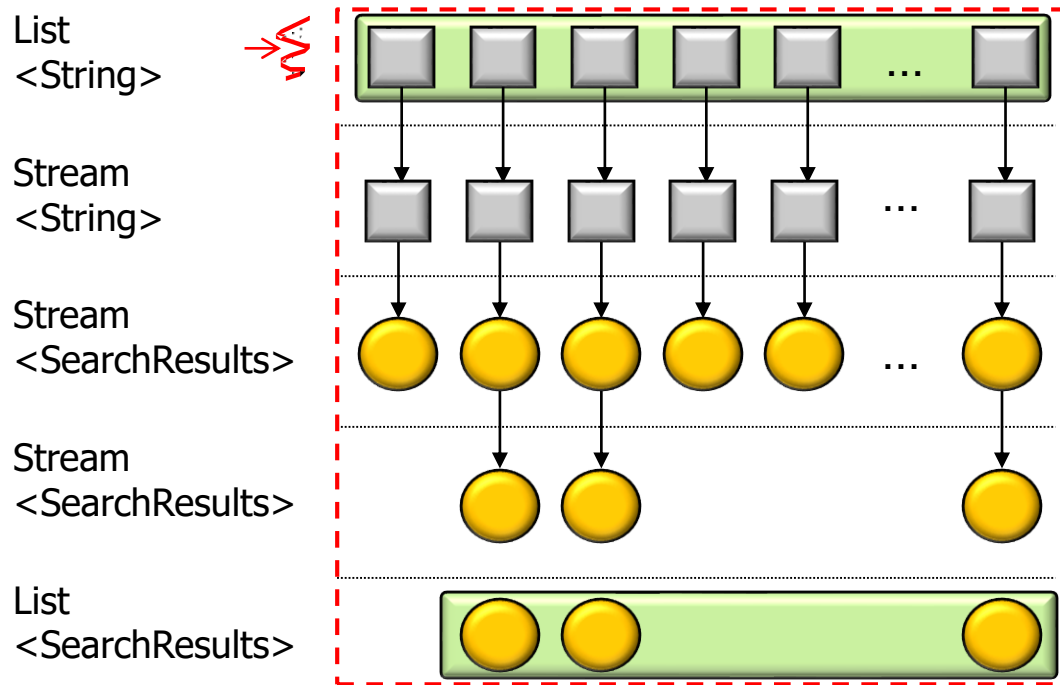 List
<String>
...
Stream
<String>
...
Stream
<SearchResults>
...
Stream
<SearchResults>
List
<SearchResults>